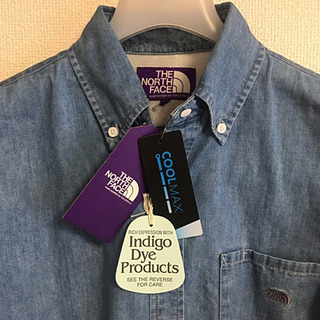 THE
NORTH
FACE
THE
NORTH
FACE
COOLMAX
RICH EXPRESSION WITH
Indigo
Dye
Products
SEE THE REVERSE
FOR CARE